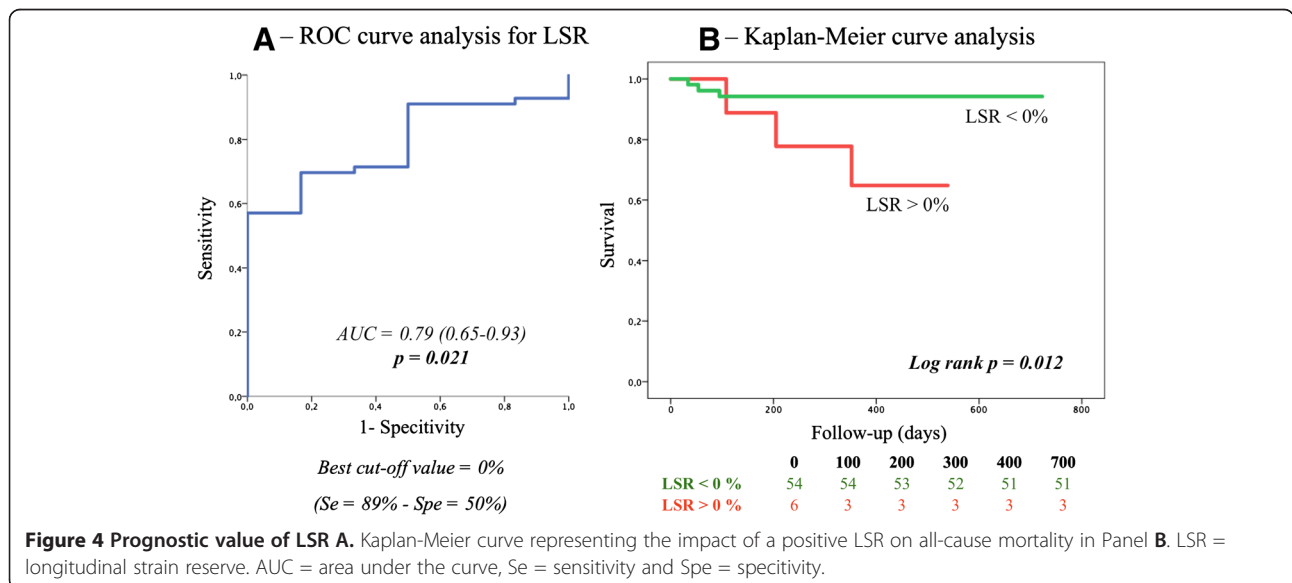 A – ROC curve analysis for LSR
1,0
0,8
0,6
0,4
0,2
0,0
Sensitivity
0,0 0,2 0,4 0,6 0,8 1,0
1- Specitivity
AUC = 0.79 (0.65-0.93)
p = 0.021
Best cut-off value = 0%
(Se = 89% - Spe = 50%)
B – Kaplan-Meier curve analysis
1,0
0,8
0,6
0,4
0,2
0,0
Survival
LSR < 0%
LSR > 0%
Log rank p = 0.012
0 200 400 600 800
Follow-up (days)
0 100 200 300 400 700
LSR < 0 % 54 54 53 52 51 51
LSR > 0 % 6 3 3 3 3 3
Figure 4 Prognostic value of LSR A. Kaplan-Meier curve representing the impact of a positive LSR on all-cause mortality in Panel B. LSR =
longitudinal strain reserve. AUC = area under the curve, Se = sensitivity and Spe = specitivity.